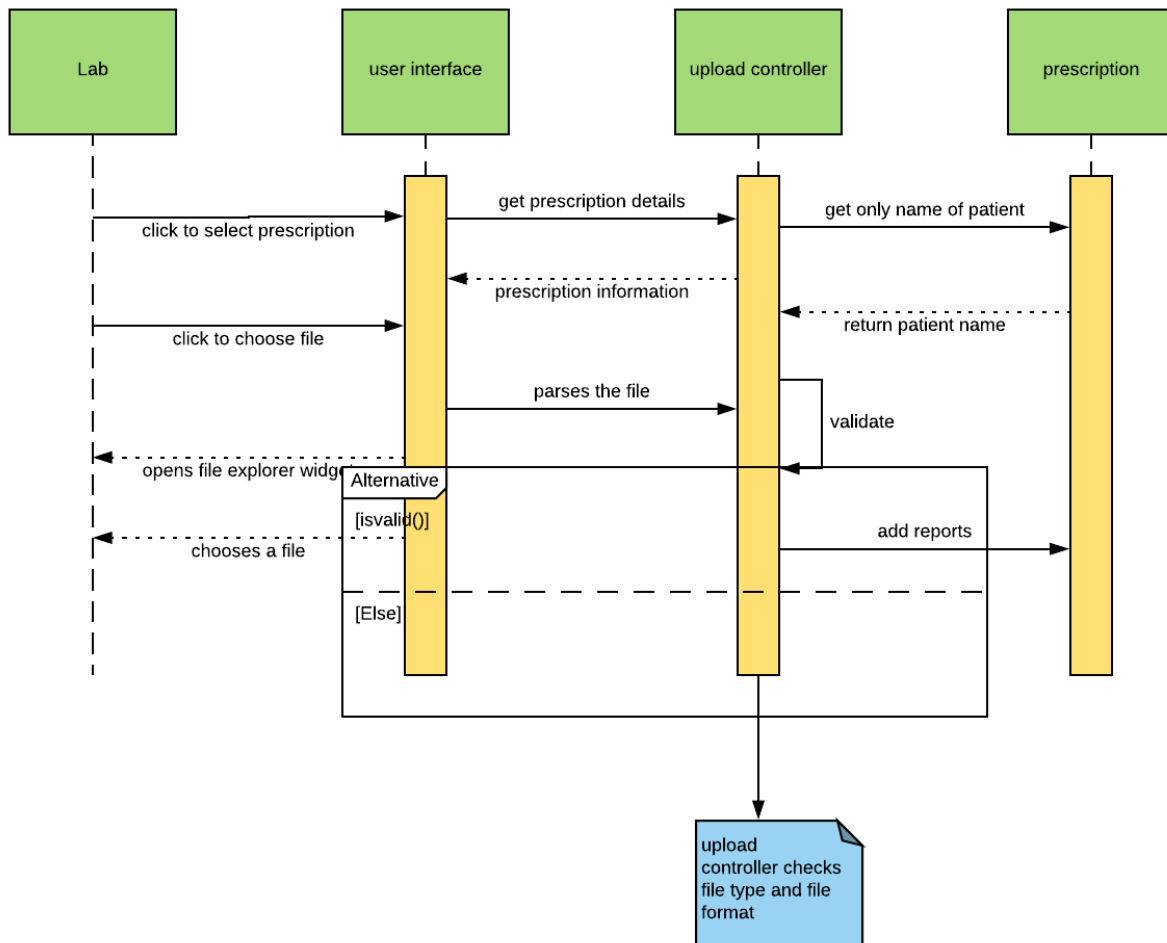 Lab
user interface
upload controller
prescription
get prescription details
get only name of patient
click to select prescription
prescription information
return patient name
click to choose file
parses the file
validate
opens file explorer widget
Alternative
[isvalid()]
chooses a file
add reports
[Else]
upload
controller checks
file type and file
format